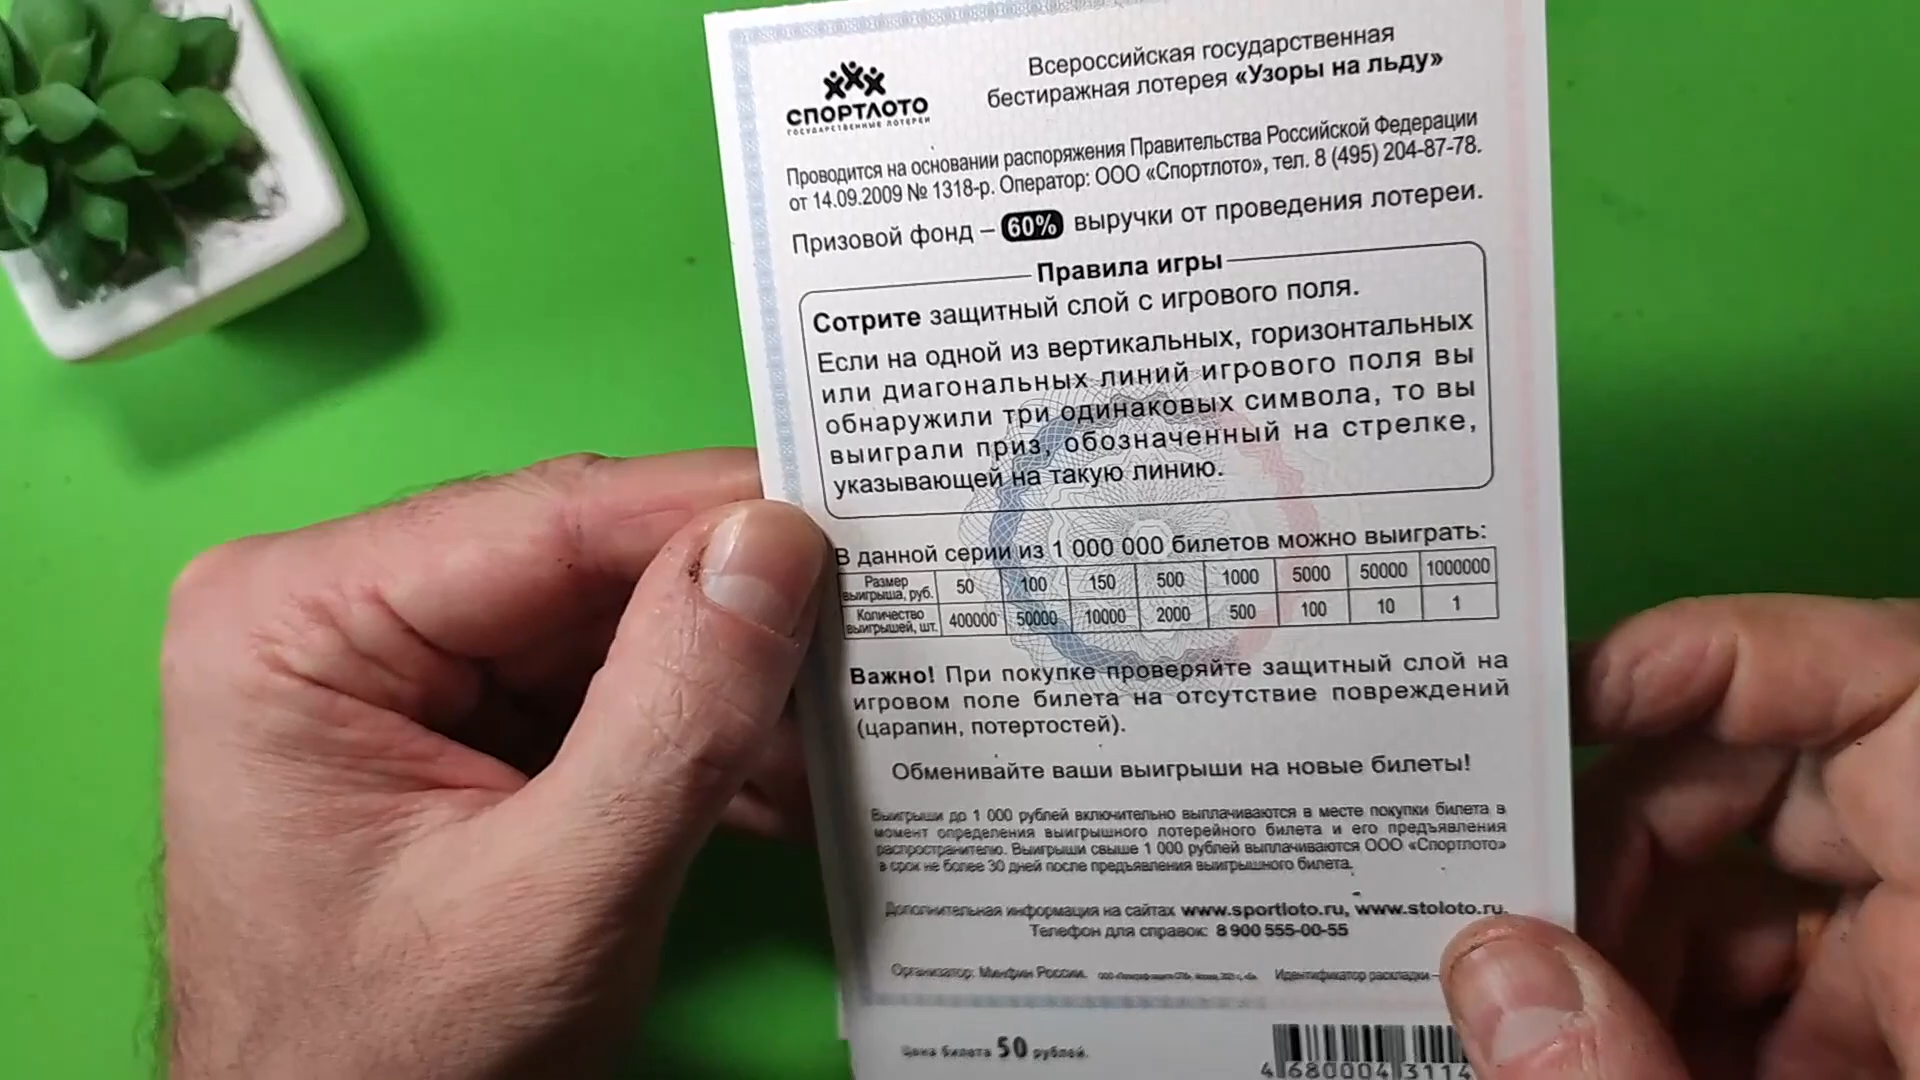 СПОРТЛОТО
ГОСУДАРСТВЕННЫЕ ЛОТЕРЕИ
Всероссийская государственная
бестиражная лотерея «Узоры на льду»
Проводится на основании распоряжения Правительства Российской Федерации
от 14.09.2009 № 1318-р. Оператор: ООО «Спортлото», тел. 8 (495) 204-87-78.
Призовой фонд – 60% выручки от проведения лотереи.
Правила игры
Сотрите защитный слой с игрового поля.
Если на одной из вертикальных, горизонтальных
или диагональных линий игрового поля вы
обнаружили три одинаковых символа, то вы
выиграли приз, обозначенный на стрелке,
указывающей на такую линию.
В данной серии из 1 000 000 билетов можно выиграть:
Размер выигрыша, руб. 50 100 150 500 1000 5000 50000 1000000
Количество выигрышей, шт. 400000 50000 10000 2000 500 100 10 1
Важно! При покупке проверяйте защитный слой на
игровом поле билета на отсутствие повреждений
(царапин, потертостей).
Обменивайте ваши выигрыши на новые билеты!
Выигрыши до 1 000 рублей включительно выплачиваются в месте покупки билета в
момент определения выигрышного лотерейного билета и его предъявления
распространителю. Выигрыши свыше 1 000 рублей выплачиваются ООО «Спортлото»
в срок не более 30 дней после предъявления выигрышного билета.
Дополнительная информация на сайтах www.sportloto.ru, www.stoloto.ru.
Телефон для справок: 8 900 555-00-55
Организатор: Минфин России. Идентификатор раскладки –
Цена билета 50 рублей.
4 680004 3114